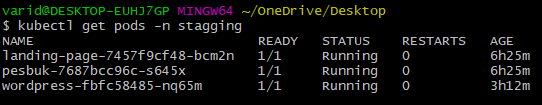 varid@DESKTOP-EUHJ7GP MINGW64 ~/OneDrive/Desktop
$ kubectl get pods -n stagging
NAME READY STATUS RESTARTS AGE
landing-page-7457f9cf48-bcm2n 1/1 Running 0 6h25m
pesbuk-7687bcc96c-s645x 1/1 Running 0 6h25m
wordpress-fbfc58485-nq65m 1/1 Running 0 3h12m